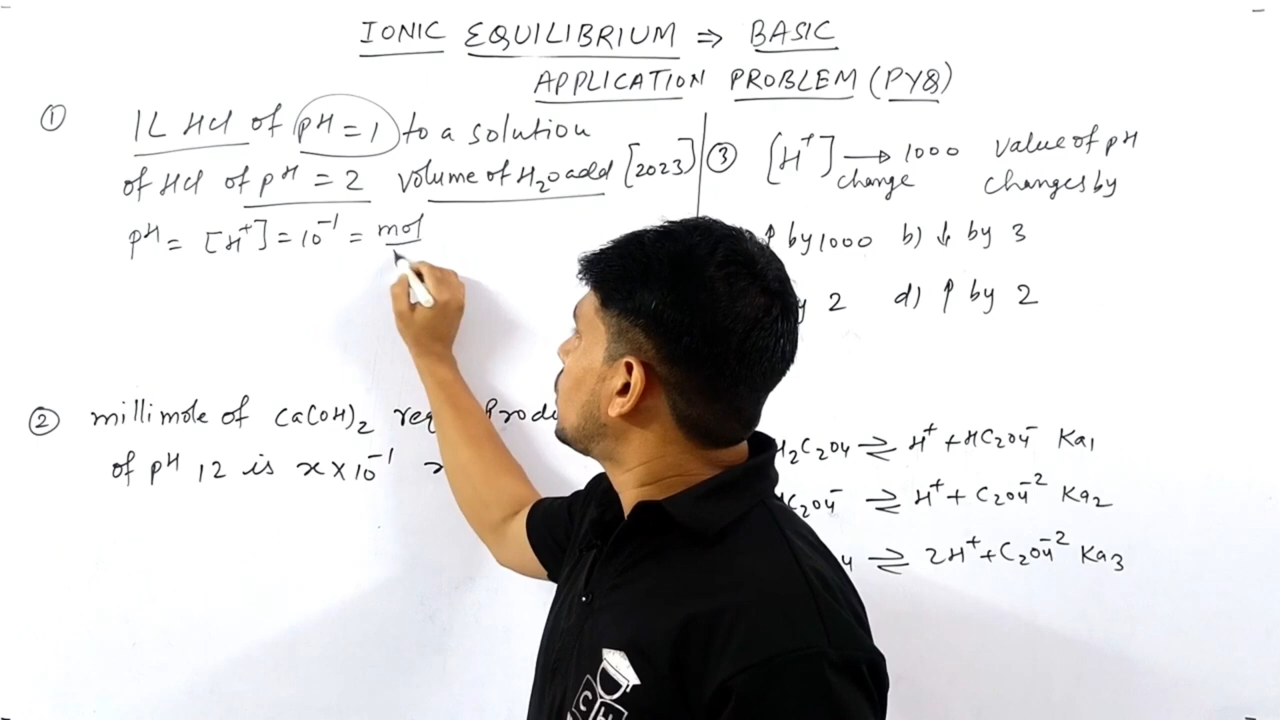 IONIC EQUILIBRIUM ⇒ BASIC
APPLICATION PROBLEM (PYQ)
① 1L HCl of pH = 1 to a solution
of HCl of pH = 2 volume of H₂O add [2023]
pH = [H⁺] = 10⁻¹ = mol
② millimole of Ca(OH)₂
of pH 12 is x × 10⁻¹
③ [H⁺] → 1000 value of pH
change changes by
↑ by 1000 b) ↓ by 3
2 d) ↑ by 2
H₂C₂O₄ ⇌ H⁺ + HC₂O₄⁻ Ka₁
C₂O₄⁻ ⇌ H⁺ + C₂O₄⁻² Ka₂
4 ⇌ 2H⁺ + C₂O₄⁻² Ka₃
C H